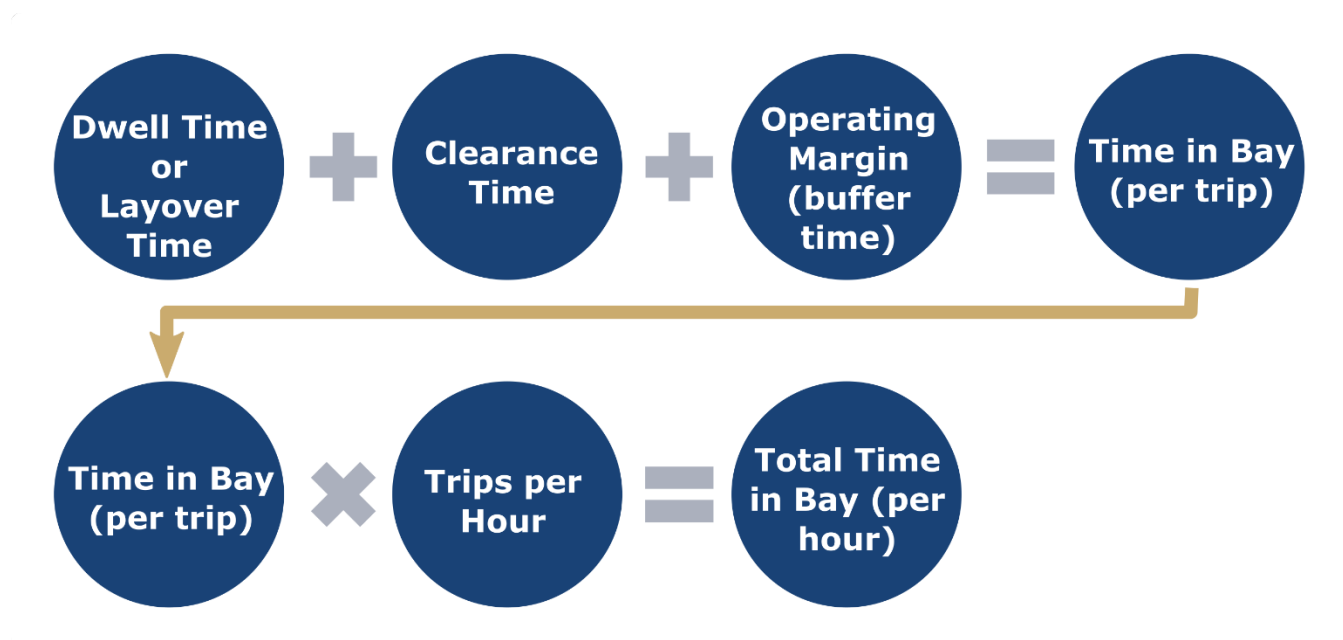 Dwell Time
or
Layover
Time
Clearance
Time
Operating
Margin
(buffer
time)
Time in Bay
(per trip)
Time in Bay
(per trip)
Trips per
Hour
Total Time
in Bay (per
hour)